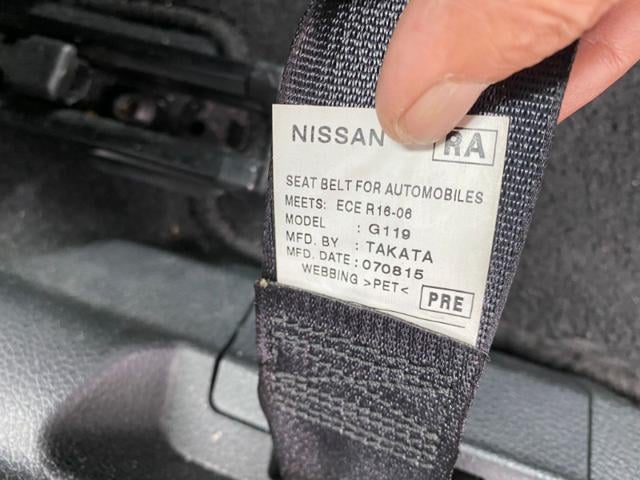 NISSAN RA
SEAT BELT FOR AUTOMOBILES
MEETS: ECE R16-06
MODEL : G119
MFD. BY : TAKATA
MFD. DATE : 070815
WEBBING >PET<
PRE